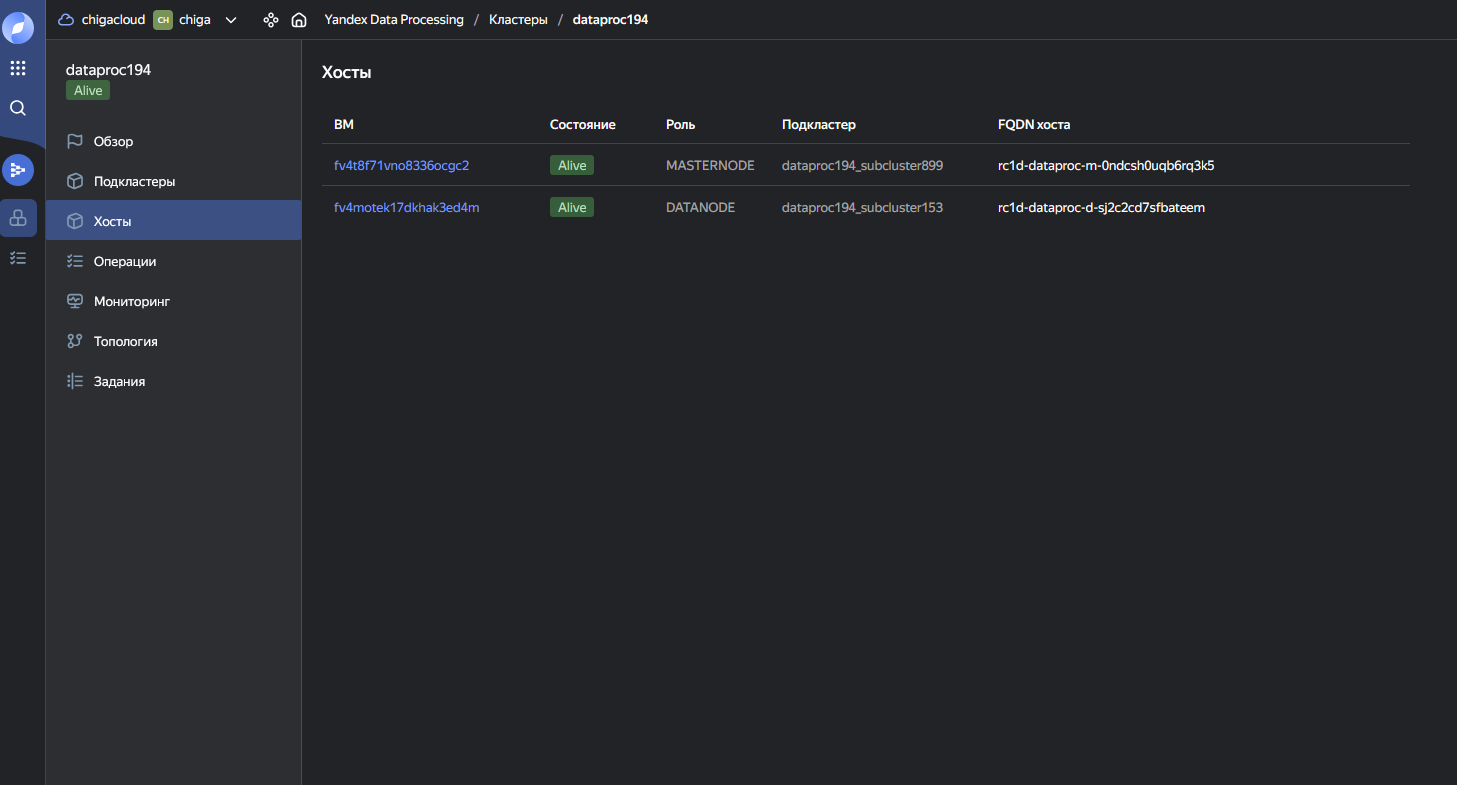 chigacloud CH chiga Yandex Data Processing / Кластеры / dataproc194
dataproc194
Alive
Обзор
Подкластеры
Хосты
Операции
Мониторинг
Топология
Задания
Хосты
ВМ Состояние Роль Подкластер FQDN хоста
fv4t8f71vno8336ocgc2 Alive MASTERNODE dataproc194_subcluster899 rc1d-dataproc-m-0ndcsh0uqb6rq3k5
fv4motek17dkhak3ed4m Alive DATANODE dataproc194_subcluster153 rc1d-dataproc-d-sj2c2cd7sfbateem